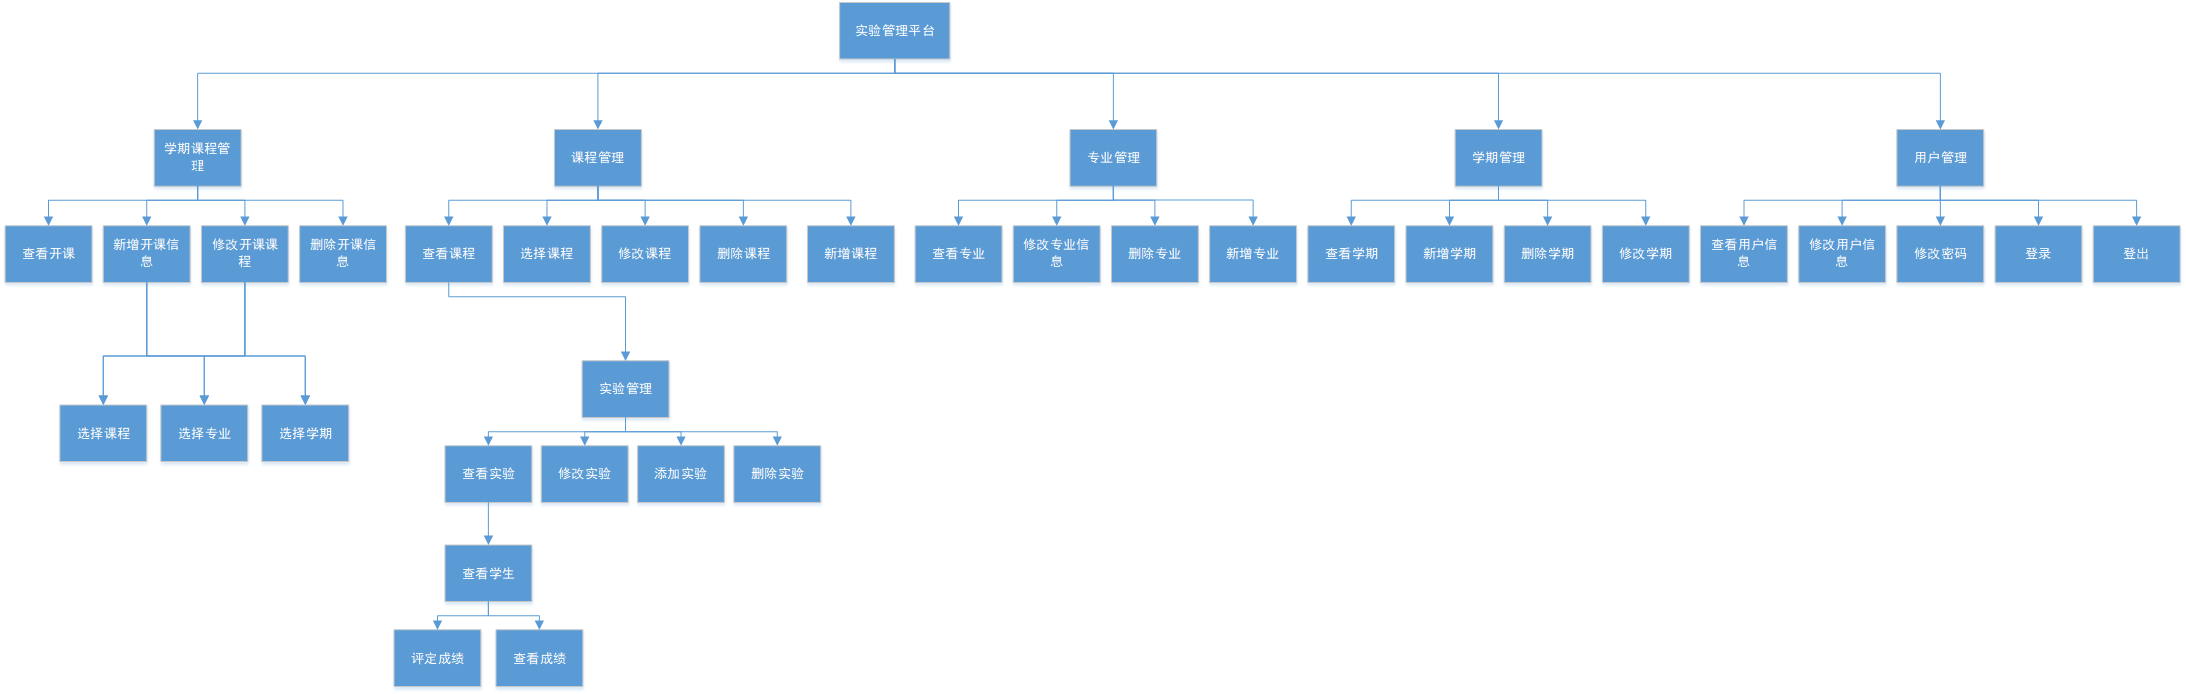 实验管理平台
学期课程管
理
课程管理
专业管理
学期管理
用户管理
查看开课
新增开课信
息
修改开课课
程
删除开课信
息
查看课程
选择课程
修改课程
删除课程
新增课程
查看专业
修改专业信
息
删除专业
新增专业
查看学期
新增学期
删除学期
修改学期
查看用户信
息
修改用户信
息
修改密码
登录
登出
实验管理
选择课程
选择专业
选择学期
查看实验
修改实验
添加实验
删除实验
查看学生
评定成绩
查看成绩